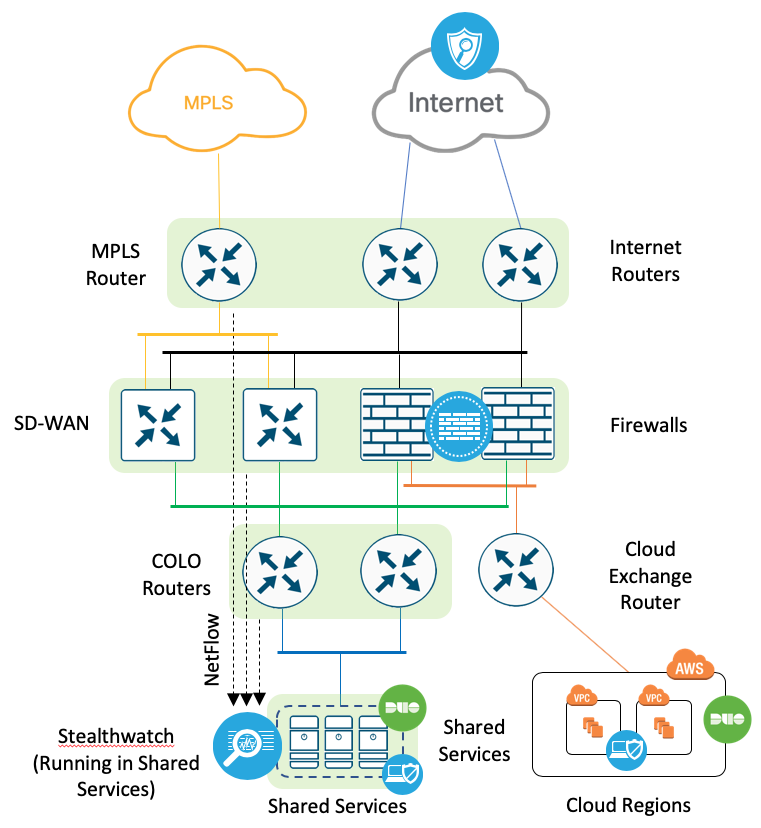 MPLS
Internet
MPLS
Router
Internet
Routers
SD-WAN
Firewalls
COLO
Routers
Cloud
Exchange
Router
NetFlow
AWS
VPC
VPC
DUO
DUO
Stealthwatch
(Running in Shared
Services)
Shared
Services
Shared Services
Cloud Regions